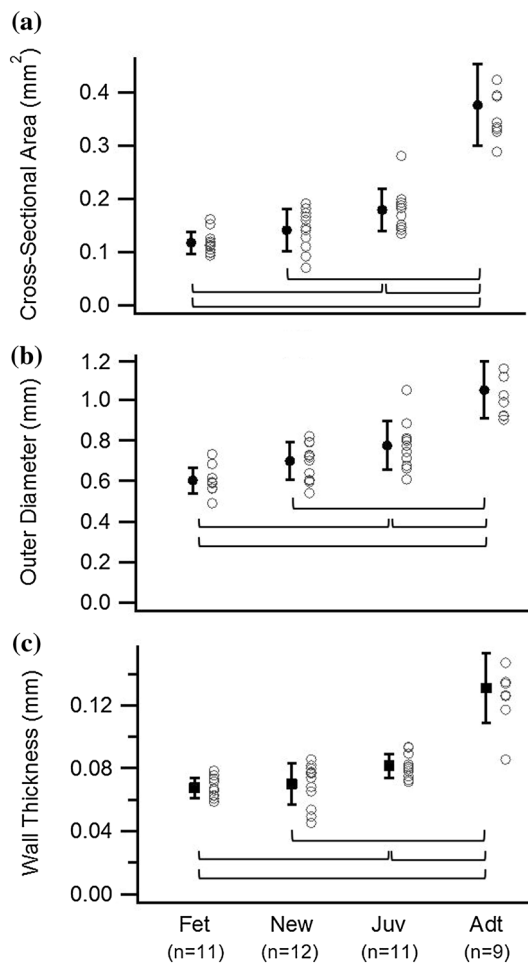 (a)
Cross-Sectional Area (mm²)
0.4
0.3
0.2
0.1
0.0
(b)
Outer Diameter (mm)
1.2
1.0
0.8
0.6
0.4
0.2
0.0
(c)
Wall Thickness (mm)
0.12
0.08
0.04
0.00
Fet New Juv Adt
(n=11) (n=12) (n=11) (n=9)